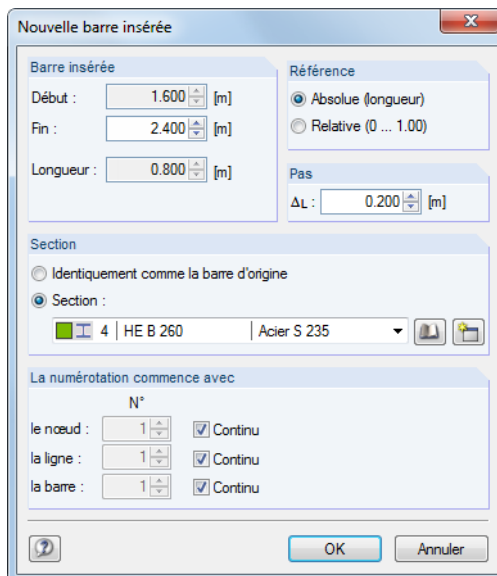 Nouvelle barre insérée
Barre insérée
Début : 1.600 [m]
Fin : 2.400 [m]
Longueur : 0.800 [m]
Référence
Absolue (longueur)
Relative (0 ... 1.00)
Pas
ΔL : 0.200 [m]
Section
Identiquement comme la barre d'origine
Section :
4 HE B 260 Acier S 235
La numérotation commence avec
N°
le nœud : 1 Continu
la ligne : 1 Continu
la barre : 1 Continu
OK Annuler